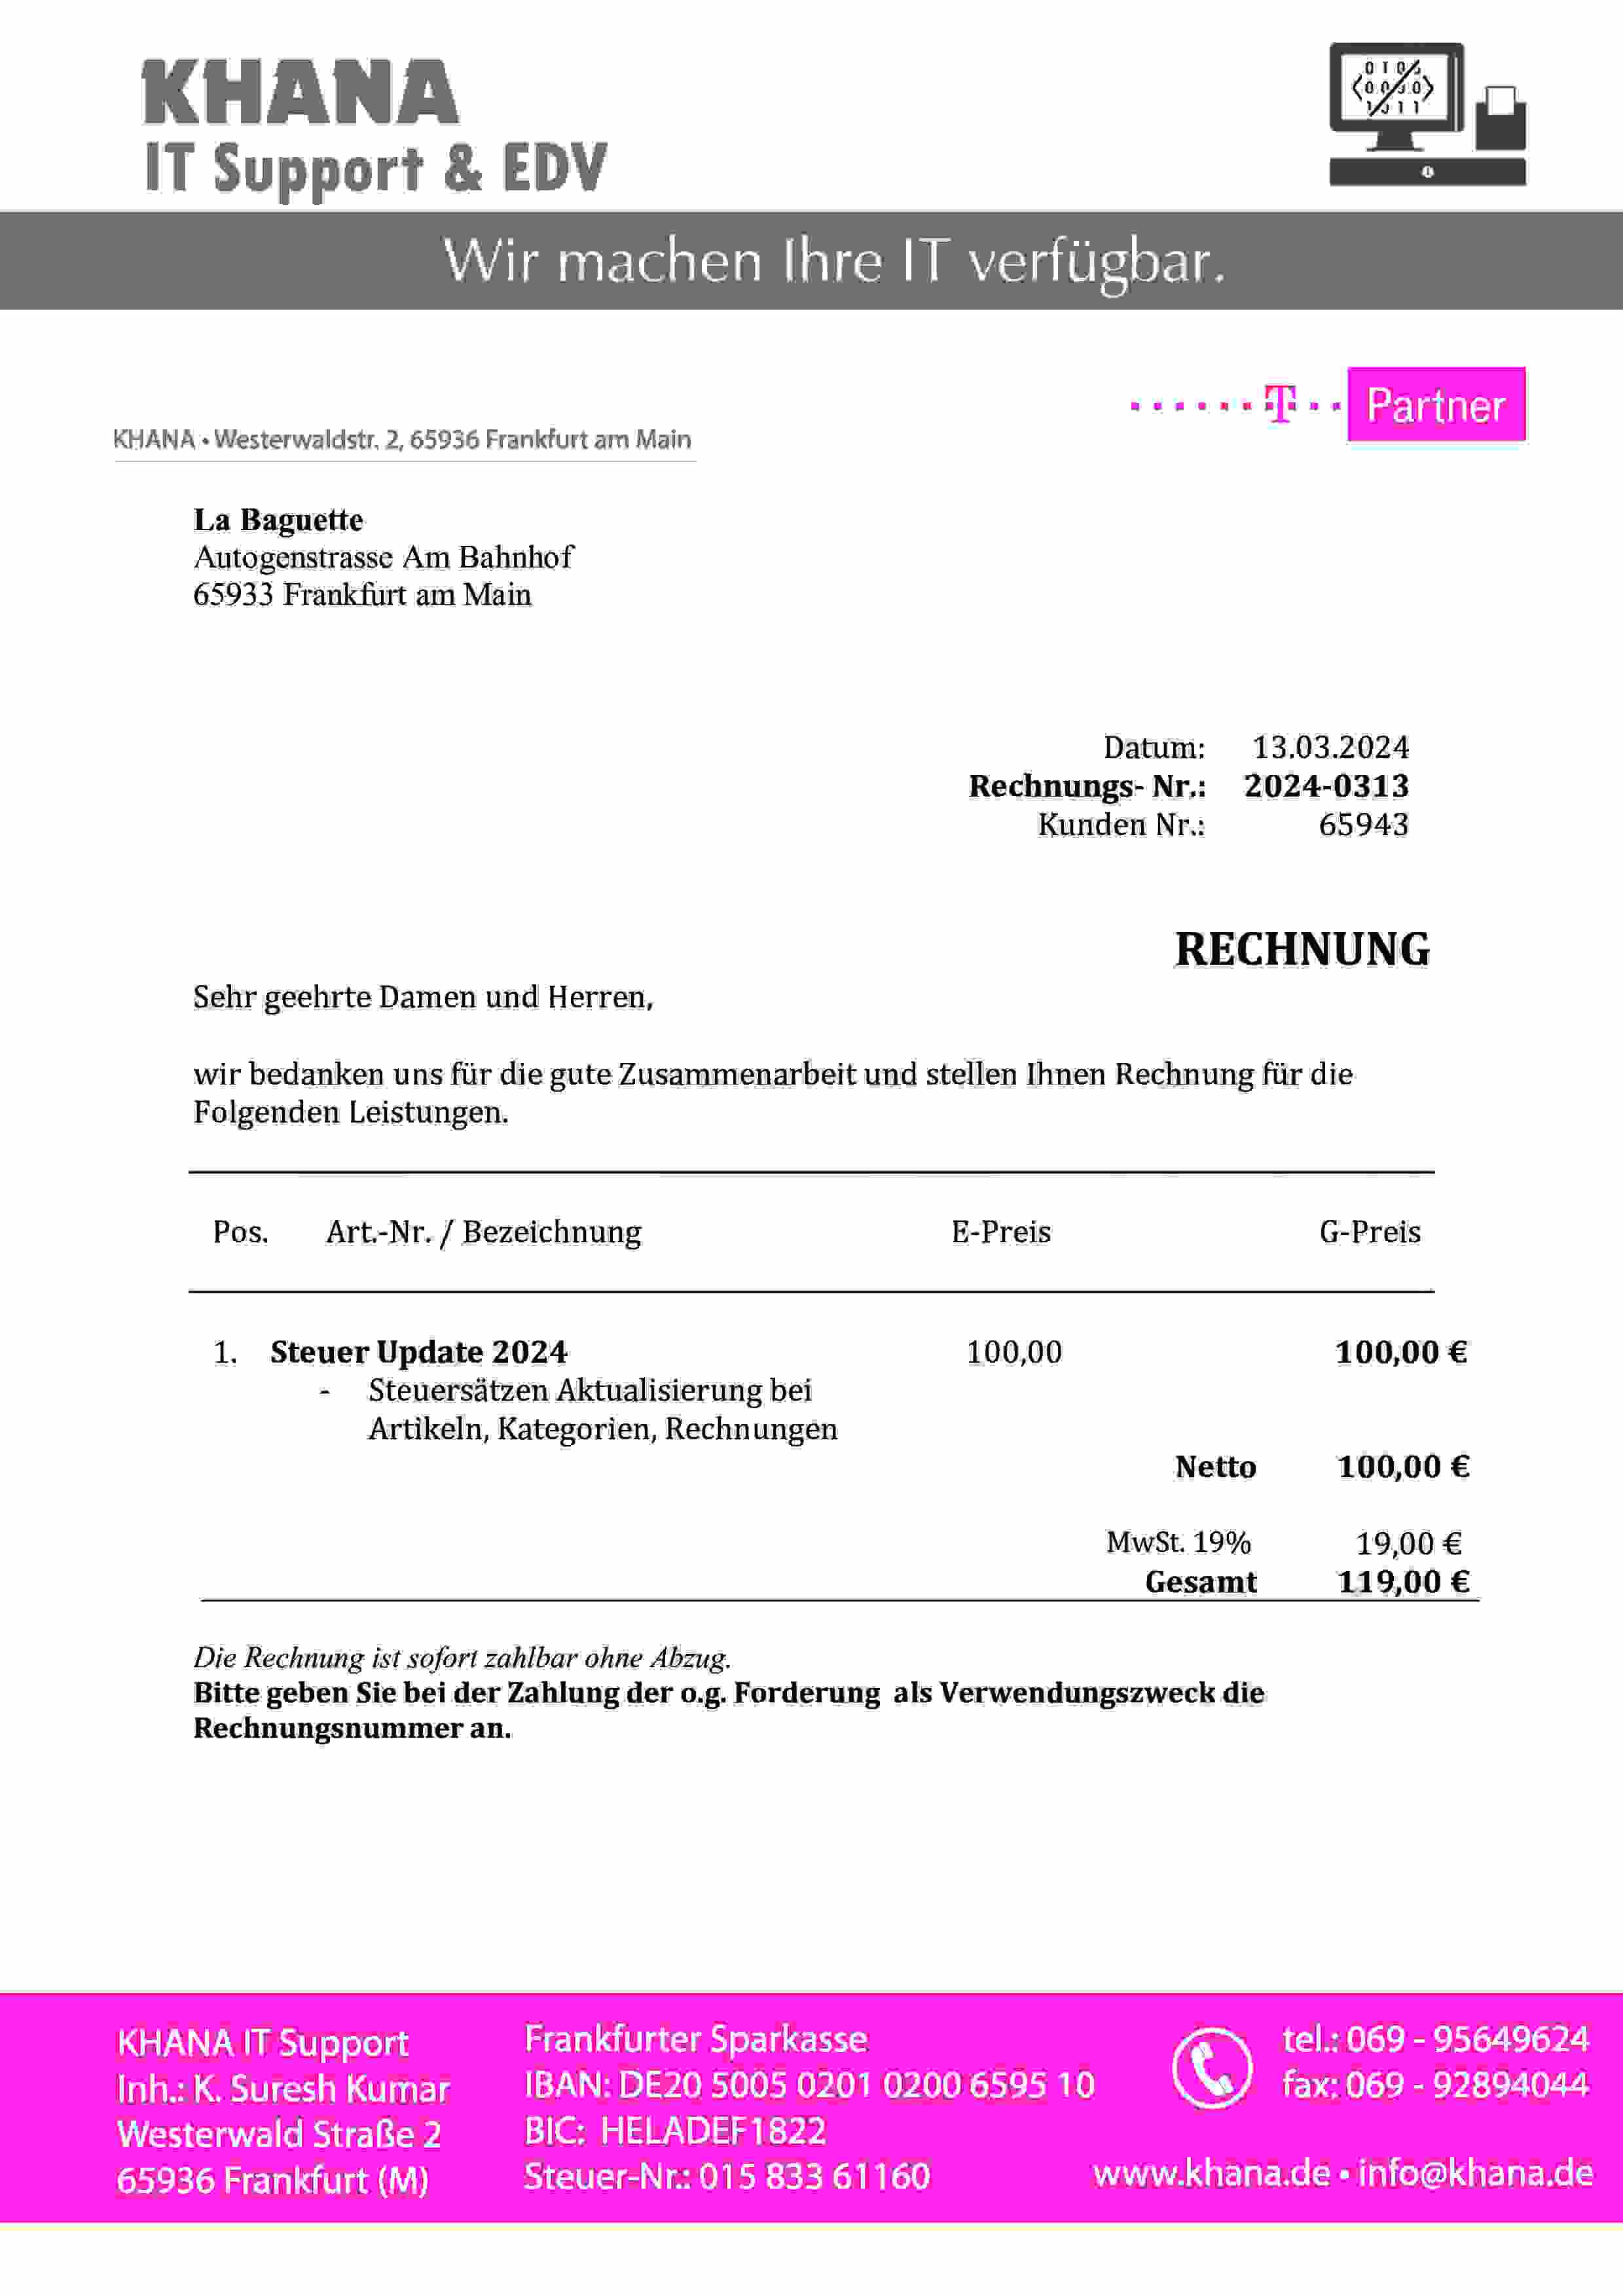 KHANA
IT Support & EDV
Wir machen Ihre IT verfügbar.
T Partner
KHANA • Westerwaldstr. 2, 65936 Frankfurt am Main
La Baguette
Autogenstrasse Am Bahnhof
65933 Frankfurt am Main
Datum: 13.03.2024
Rechnungs- Nr.: 2024-0313
Kunden Nr.: 65943
RECHNUNG
Sehr geehrte Damen und Herren,
wir bedanken uns für die gute Zusammenarbeit und stellen Ihnen Rechnung für die
Folgenden Leistungen.
Pos. Art.-Nr. / Bezeichnung E-Preis G-Preis
1. Steuer Update 2024 100,00 100,00 €
- Steuersätzen Aktualisierung bei
Artikeln, Kategorien, Rechnungen
Netto 100,00 €
MwSt. 19% 19,00 €
Gesamt 119,00 €
Die Rechnung ist sofort zahlbar ohne Abzug.
Bitte geben Sie bei der Zahlung der o.g. Forderung als Verwendungszweck die
Rechnungsnummer an.
KHANA IT Support
Inh.: K. Suresh Kumar
Westerwald Straße 2
65936 Frankfurt (M)
Frankfurter Sparkasse
IBAN: DE20 5005 0201 0200 6595 10
BIC: HELADEF1822
Steuer-Nr.: 015 833 61160
tel.: 069 - 95649624
fax: 069 - 92894044
www.khana.de • info@khana.de